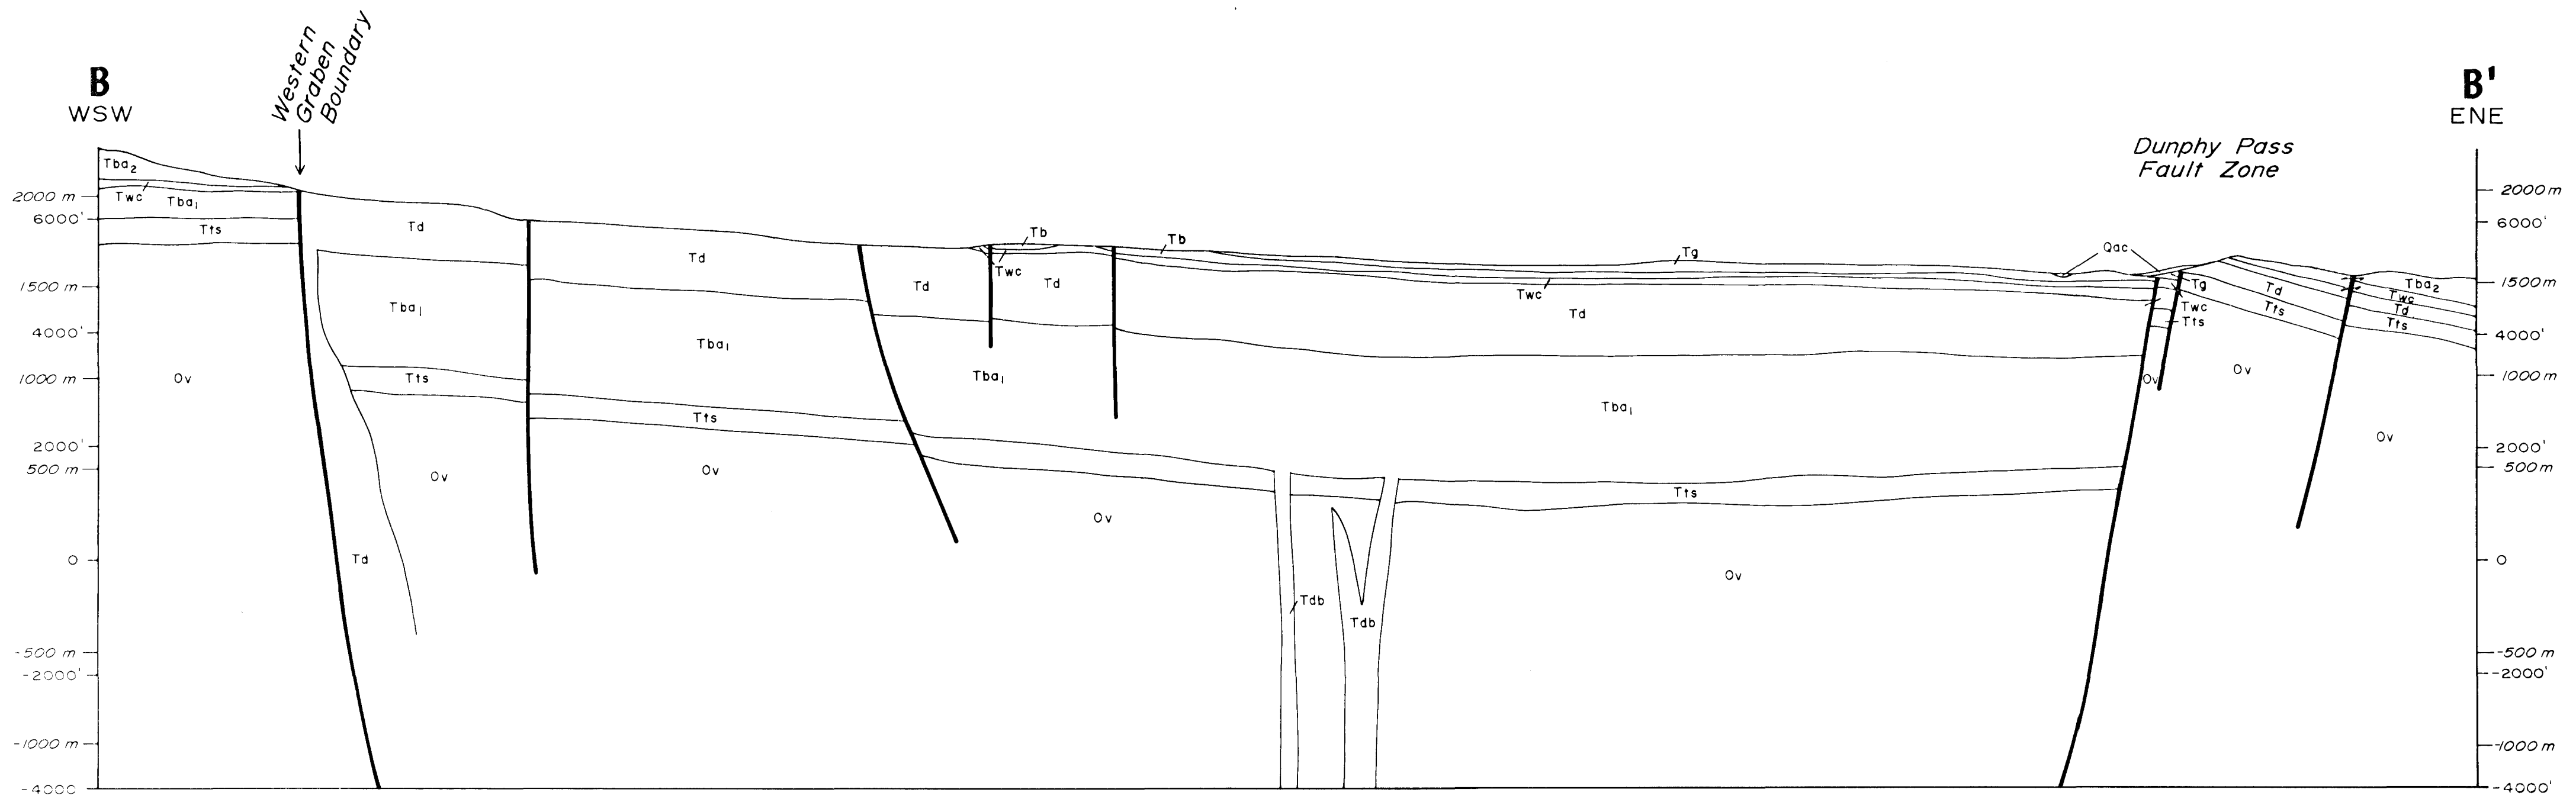 Western
Graben
Boundary
B
WSW
B'
ENE
Dunphy Pass
Fault Zone
Tba2
Twc
Tba1
Tts
Ov
Td
Tba1
Tts
Ov
Td
Td
Tba1
Tts
Ov
Td
Twc
Tb
Td
Tba1
Ov
Tb
Tg
Twc
Td
Tba1
Tts
Ov
Tdb
Tdb
Qac
Tg
Twc
Tts
Ov
Td
Tts
Ov
Tba2
Twc
Td
Tts
Ov
2000 m
6000'
1500 m
4000'
1000 m
2000'
500 m
0
-500 m
-2000'
-1000 m
-4000
2000 m
6000'
1500 m
4000'
1000 m
2000'
500 m
0
-500 m
-2000'
-1000 m
-4000'